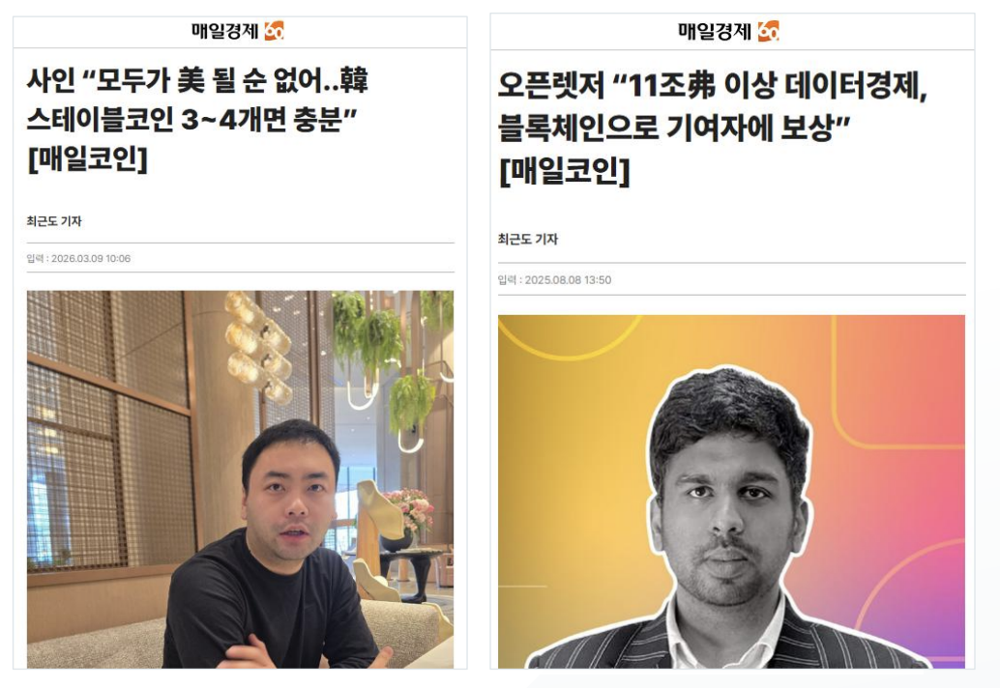 매일경제 60
사인 “모두가 美 될 순 없어..韓
스테이블코인 3~4개면 충분”
[매일코인]
최근도 기자
입력 : 2026.03.09 10:06
매일경제 60
오픈렛저 “11조弗 이상 데이터경제,
블록체인으로 기여자에 보상”
[매일코인]
최근도 기자
입력 : 2025.08.08 13:50